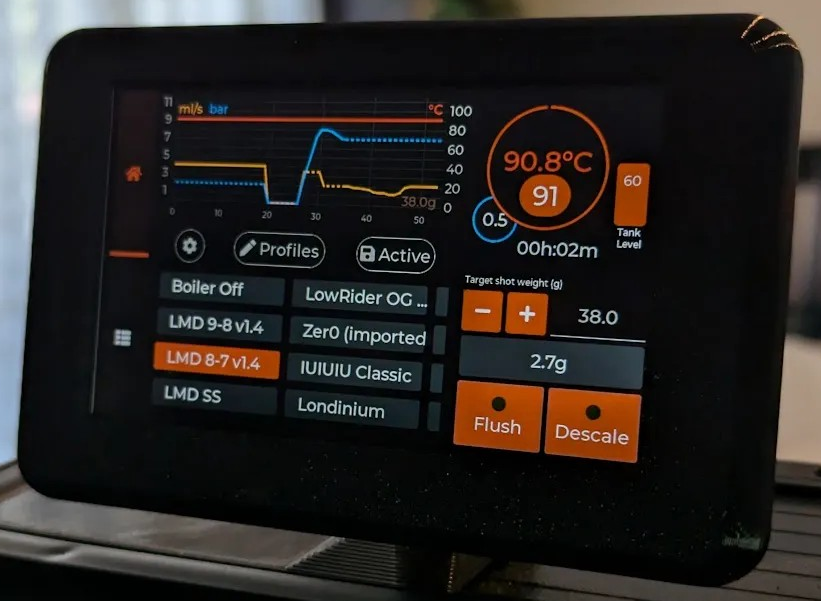 ml/s bar °C
11
9
7
5
3
1
100
80
60
40
20
0
38.0g
0 10 20 30 40 50
90.8°C
91
0.5
00h:02m
60
Tank
Level
Profiles
Active
Boiler Off
LMD 9-8 v1.4
LMD 8-7 v1.4
LMD SS
LowRider OG ...
Zer0 (imported
IUIUIU Classic
Londinium
Target shot weight (g)
− + 38.0
2.7g
Flush
Descale